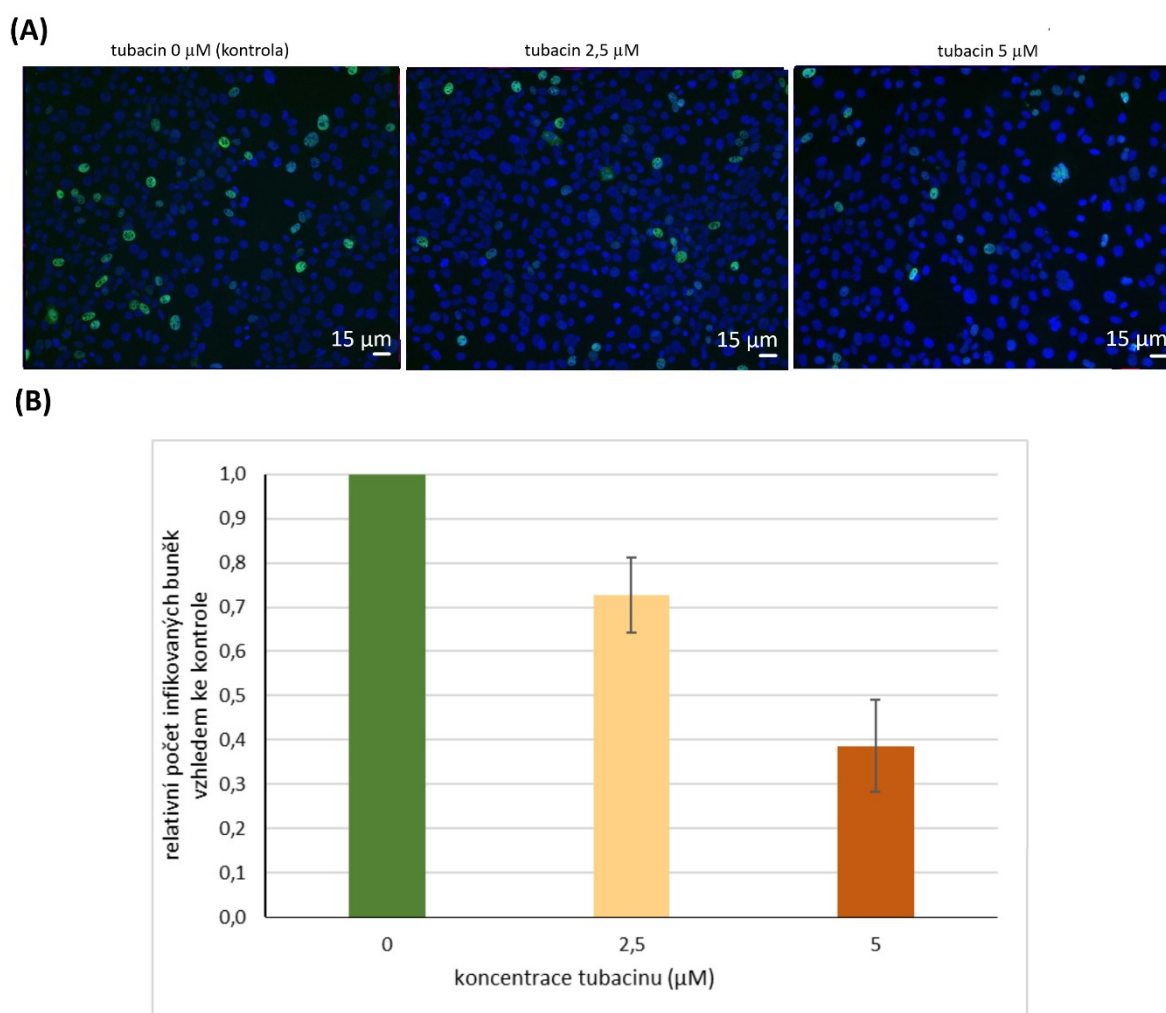 (A)
tubacin 0 µM (kontrola)
tubacin 2,5 µM
tubacin 5 µM
15 µm
15 µm
15 µm
(B)
relativní počet infikovaných buněk
vzhledem ke kontrole
1,0
0,9
0,8
0,7
0,6
0,5
0,4
0,3
0,2
0,1
0,0
0
2,5
5
koncentrace tubacinu (µM)